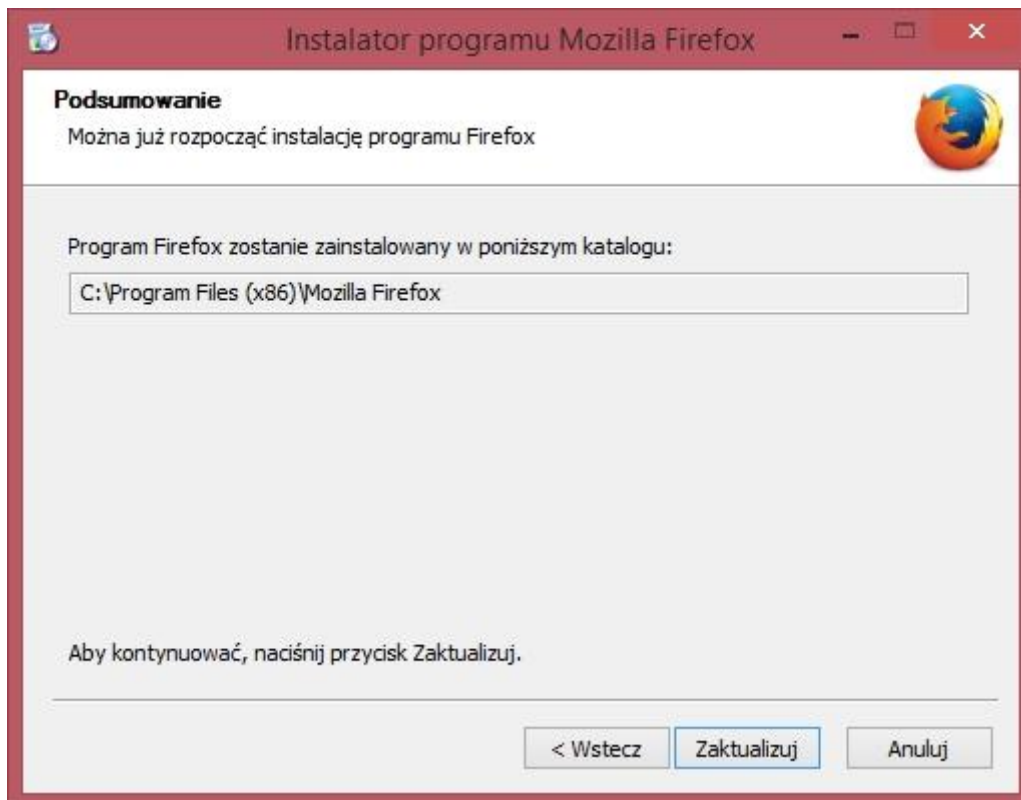 Instalator programu Mozilla Firefox
Podsumowanie
Można już rozpocząć instalację programu Firefox
Program Firefox zostanie zainstalowany w poniższym katalogu:
C:\Program Files (x86)\Mozilla Firefox
Aby kontynuować, naciśnij przycisk Zaktualizuj.
< Wstecz Zaktualizuj Anuluj